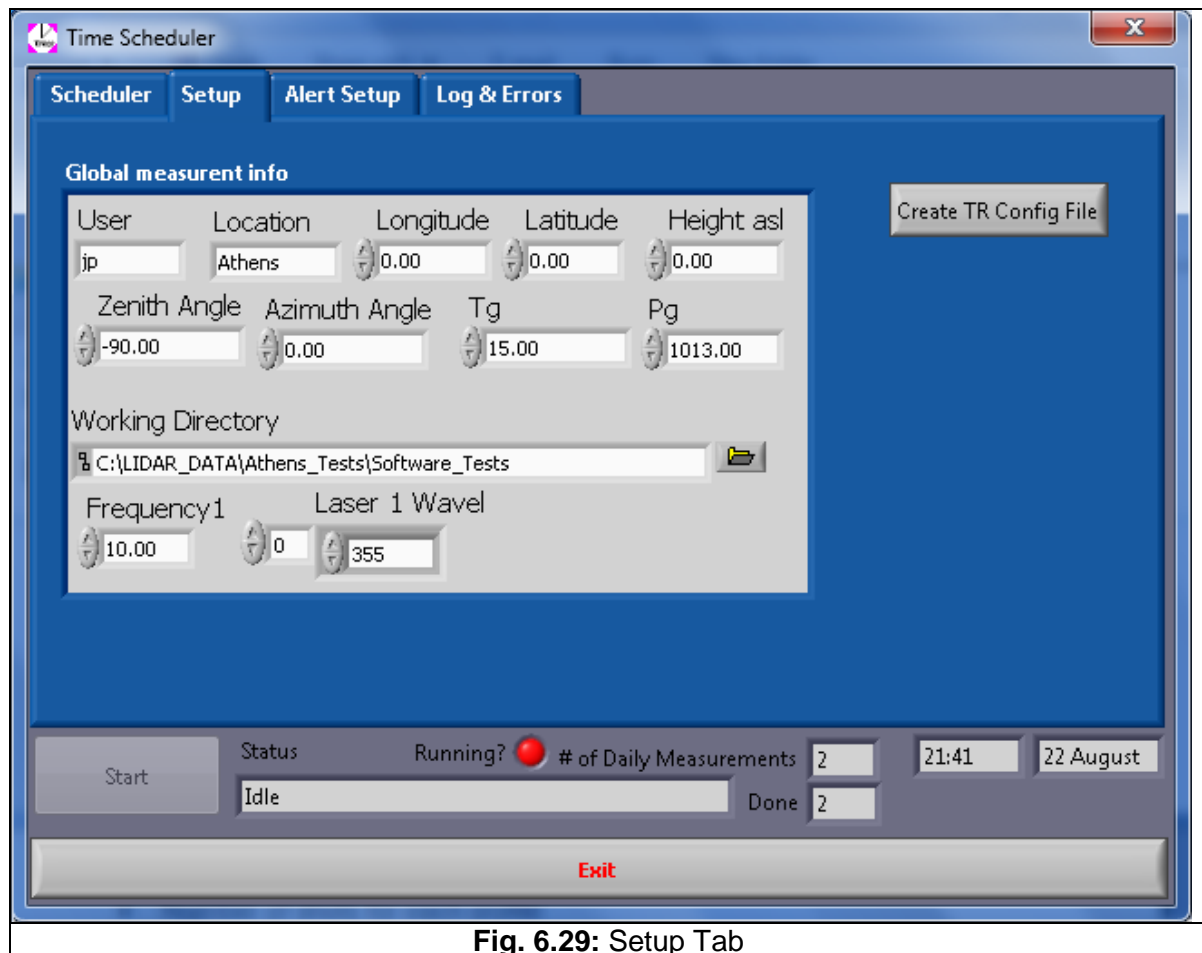 Time Scheduler
Scheduler Setup Alert Setup Log & Errors
Global measurent info
Create TR Config File
User Location Longitude Latitude Height asl
jp Athens 0.00 0.00 0.00
Zenith Angle Azimuth Angle Tg Pg
-90.00 0.00 15.00 1013.00
Working Directory
C:\LIDAR_DATA\Athens_Tests\Software_Tests
Frequency1 Laser 1 Wavel
10.00 0 355
Start Status Running? # of Daily Measurements 2 21:41 22 August
Idle Done 2
Exit
Fig. 6.29: Setup Tab